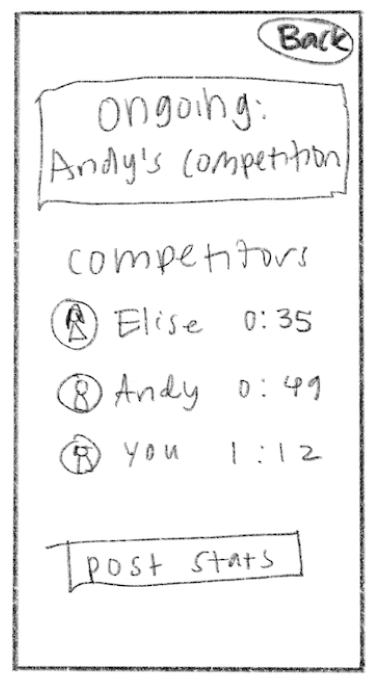 Back
Ongoing:
Andy's Competition
Competitors
Elise 0:35
Andy 0:49
You 1:12
post stats